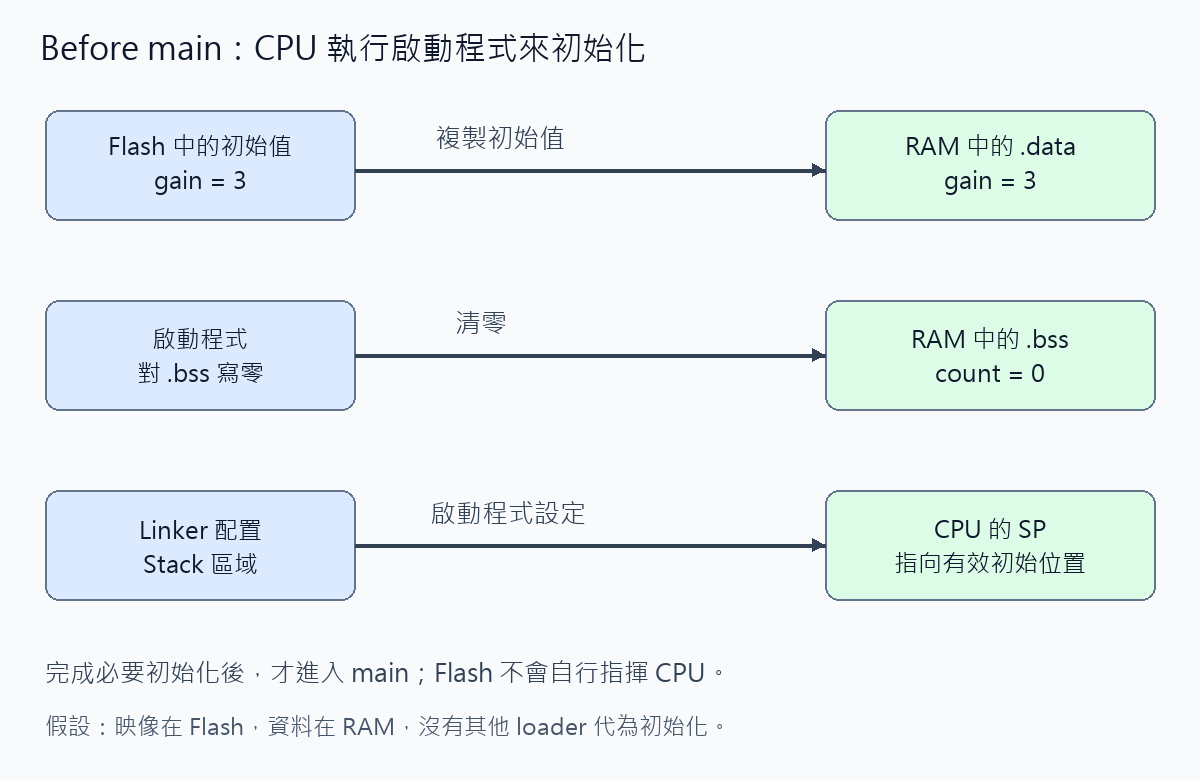 Before main：CPU 執行啟動程式來初始化
Flash 中的初始值
gain = 3
複製初始值
RAM 中的 .data
gain = 3
啟動程式
對 .bss 寫零
清零
RAM 中的 .bss
count = 0
Linker 配置
Stack 區域
啟動程式設定
CPU 的 SP
指向有效初始位置
完成必要初始化後，才進入 main；Flash 不會自行指揮 CPU。
假設：映像在 Flash，資料在 RAM，沒有其他 loader 代為初始化。